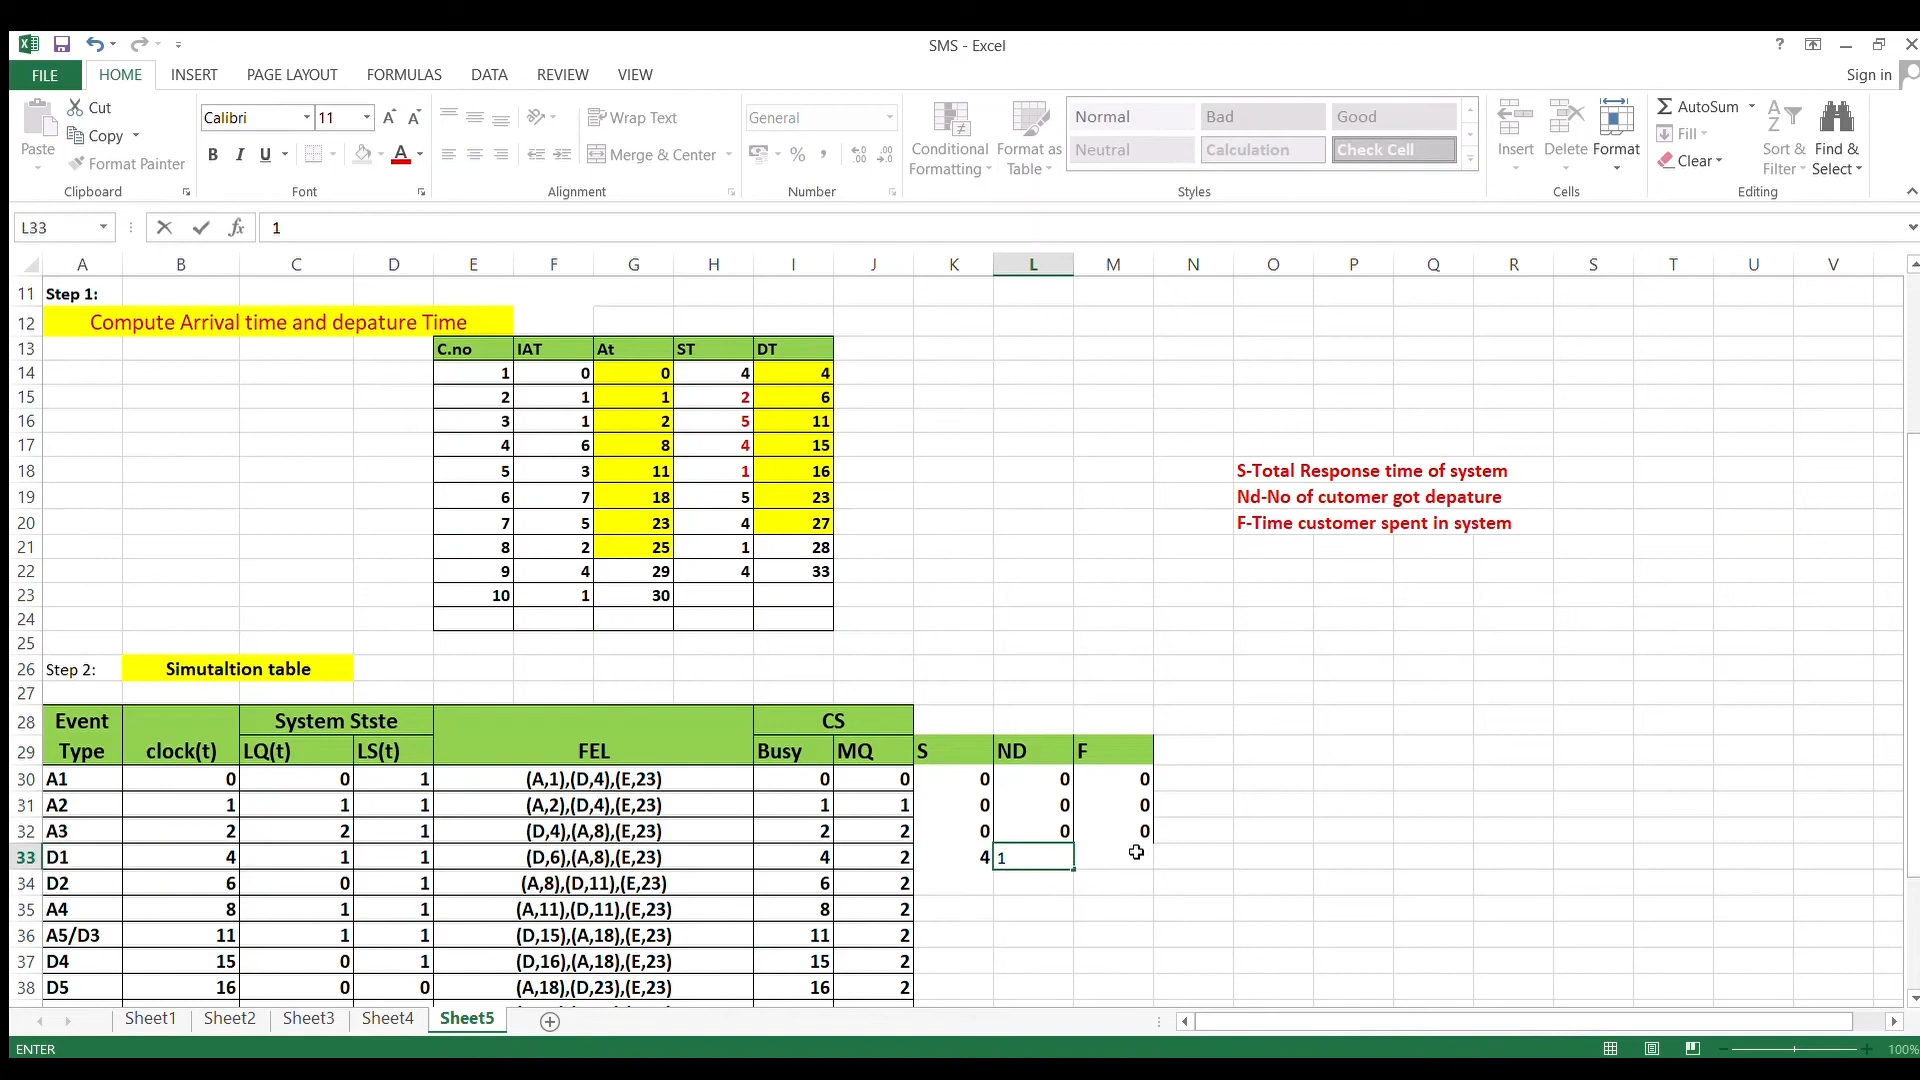 SMS - Excel
?
FILE HOME INSERT PAGE LAYOUT FORMULAS DATA REVIEW VIEW Sign in
Paste Cut Copy Format Painter Clipboard
Calibri 11 A A B I U A Font
Wrap Text Merge & Center Alignment
General % , .0 .00 Number
Conditional Formatting Format as Table Normal Bad Good Neutral Calculation Check Cell Styles
Insert Delete Format Cells
AutoSum Fill Clear Sort & Filter Find & Select Editing
L33 fx 1
A B C D E F G H I J K L M N O P Q R S T U V
11 Step 1:
12 Compute Arrival time and depature Time
13 C.no IAT At ST DT
14 1 0 0 4 4
15 2 1 1 2 6
16 3 1 2 5 11
17 4 6 8 4 15
18 5 3 11 1 16 S-Total Response time of system
19 6 7 18 5 23 Nd-No of cutomer got depature
20 7 5 23 4 27 F-Time customer spent in system
21 8 2 25 1 28
22 9 4 29 4 33
23 10 1 30
24
25
26 Step 2: Simutaltion table
27
28 Event System Stste CS
29 Type clock(t) LQ(t) LS(t) FEL Busy MQ S ND F
30 A1 0 0 1 (A,1),(D,4),(E,23) 0 0 0 0 0
31 A2 1 1 1 (A,2),(D,4),(E,23) 1 1 0 0 0
32 A3 2 2 1 (D,4),(A,8),(E,23) 2 2 0 0 0
33 D1 4 1 1 (D,6),(A,8),(E,23) 4 2 4 1
34 D2 6 0 1 (A,8),(D,11),(E,23) 6 2
35 A4 8 1 1 (A,11),(D,11),(E,23) 8 2
36 A5/D3 11 1 1 (D,15),(A,18),(E,23) 11 2
37 D4 15 0 1 (D,16),(A,18),(E,23) 15 2
38 D5 16 0 0 (A,18),(D,23),(E,23) 16 2
Sheet1 Sheet2 Sheet3 Sheet4 Sheet5
ENTER 100%